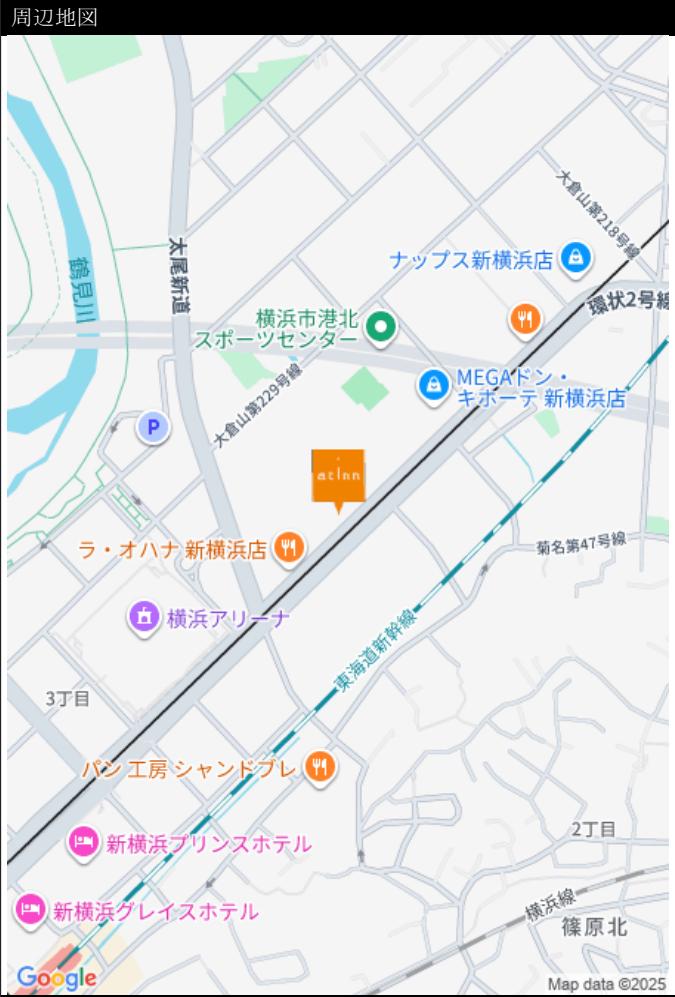 周辺地図
大倉山第218号線
ナップス新横浜店
太尾新道
鶴見川
環状2号線
横浜市港北
スポーツセンター
MEGAドン・
キホーテ 新横浜店
大倉山第229号線
P
at inn
ラ・オハナ 新横浜店
菊名第47号線
横浜アリーナ
東海道新幹線
3丁目
パン 工房 シャンドブレ
2丁目
新横浜プリンスホテル
横浜線
新横浜グレイスホテル
篠原北
Google
Map data ©2025